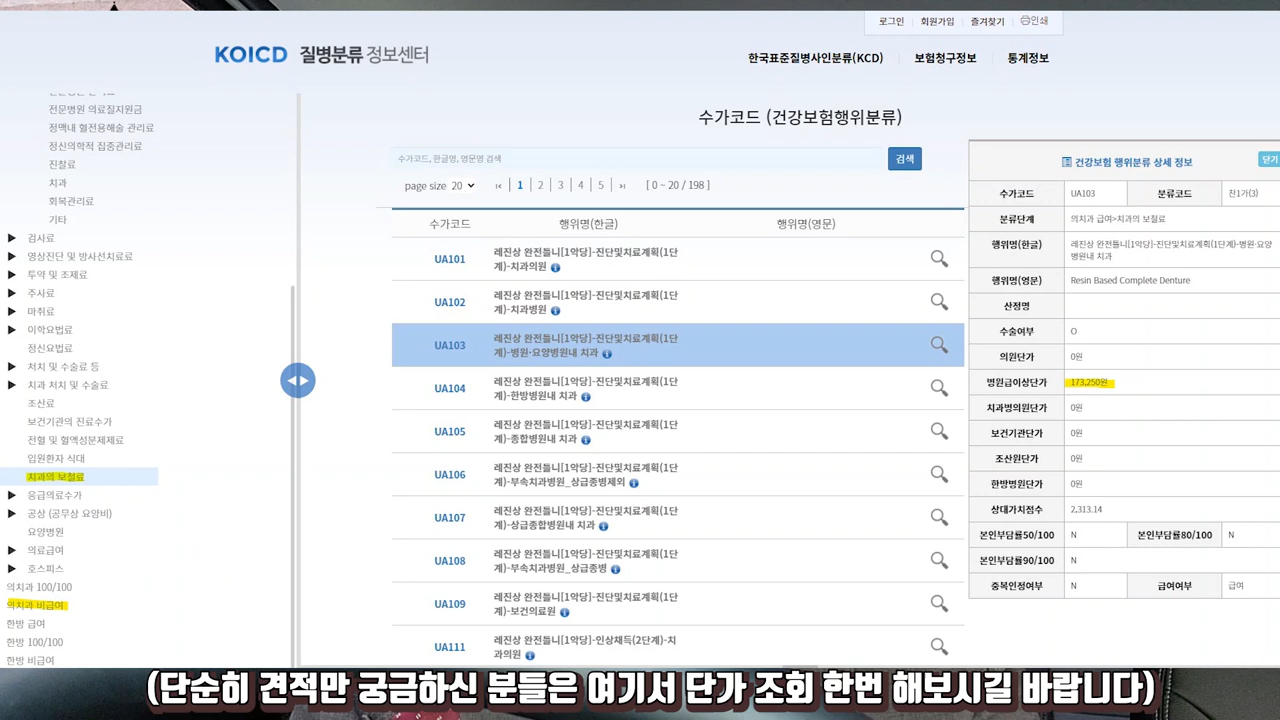 로그인 회원가입 즐겨찾기 인쇄
KOICD 질병분류 정보센터
한국표준질병사인분류(KCD) 보험청구정보 통계정보
전문병원 의료질지원금
정맥내 혈전용해술 관리료
정신의학적 집중관리료
진찰료
치과
회복관리료
기타
검사료
영상진단 및 방사선치료료
투약 및 조제료
주사료
마취료
이학요법료
정신요법료
처치 및 수술료 등
치과 처치 및 수술료
조산료
보건기관의 진료수가
전혈 및 혈액성분제제료
입원환자 식대
치과의 보철료
응급의료수가
공상 (공무상 요양비)
요양병원
의료급여
호스피스
의치과 100/100
의치과 비급여
한방 급여
한방 100/100
한방 비급여
수가코드 (건강보험행위분류)
수가코드, 한글명, 영문명 검색 검색
page size 20 1 2 3 4 5 [ 0 ~ 20 / 198 ]
수가코드 행위명(한글) 행위명(영문)
UA101 레진상 완전틀니[1악당]-진단및치료계획(1단
계)-치과의원
UA102 레진상 완전틀니[1악당]-진단및치료계획(1단
계)-치과병원
UA103 레진상 완전틀니[1악당]-진단및치료계획(1단
계)-병원·요양병원내 치과
UA104 레진상 완전틀니[1악당]-진단및치료계획(1단
계)-한방병원내 치과
UA105 레진상 완전틀니[1악당]-진단및치료계획(1단
계)-종합병원내 치과
UA106 레진상 완전틀니[1악당]-진단및치료계획(1단
계)-부속치과병원_상급종병제외
UA107 레진상 완전틀니[1악당]-진단및치료계획(1단
계)-상급종합병원내 치과
UA108 레진상 완전틀니[1악당]-진단및치료계획(1단
계)-부속치과병원_상급종병
UA109 레진상 완전틀니[1악당]-진단및치료계획(1단
계)-보건의료원
UA111 레진상 완전틀니[1악당]-인상채득(2단계)-치
과의원
건강보험 행위분류 상세 정보 닫기
수가코드 UA103 분류코드 찬1가(3)
분류단계 의치과 급여>치과의 보철료
행위명(한글) 레진상 완전틀니[1악당]-진단및치료계획(1단계)-병원·요양
병원내 치과
행위명(영문) Resin Based Complete Denture
산정명
수술여부 O
의원단가 0원
병원급이상단가 173,250원
치과병의원단가 0원
보건기관단가 0원
조산원단가 0원
한방병원단가 0원
상대가치점수 2,313.14
본인부담률50/100 N 본인부담률80/100 N
본인부담률90/100 N
중복인정여부 N 급여여부 급여
(단순히 견적만 궁금하신 분들은 여기서 단가 조회 한번 해보시길 바랍니다)